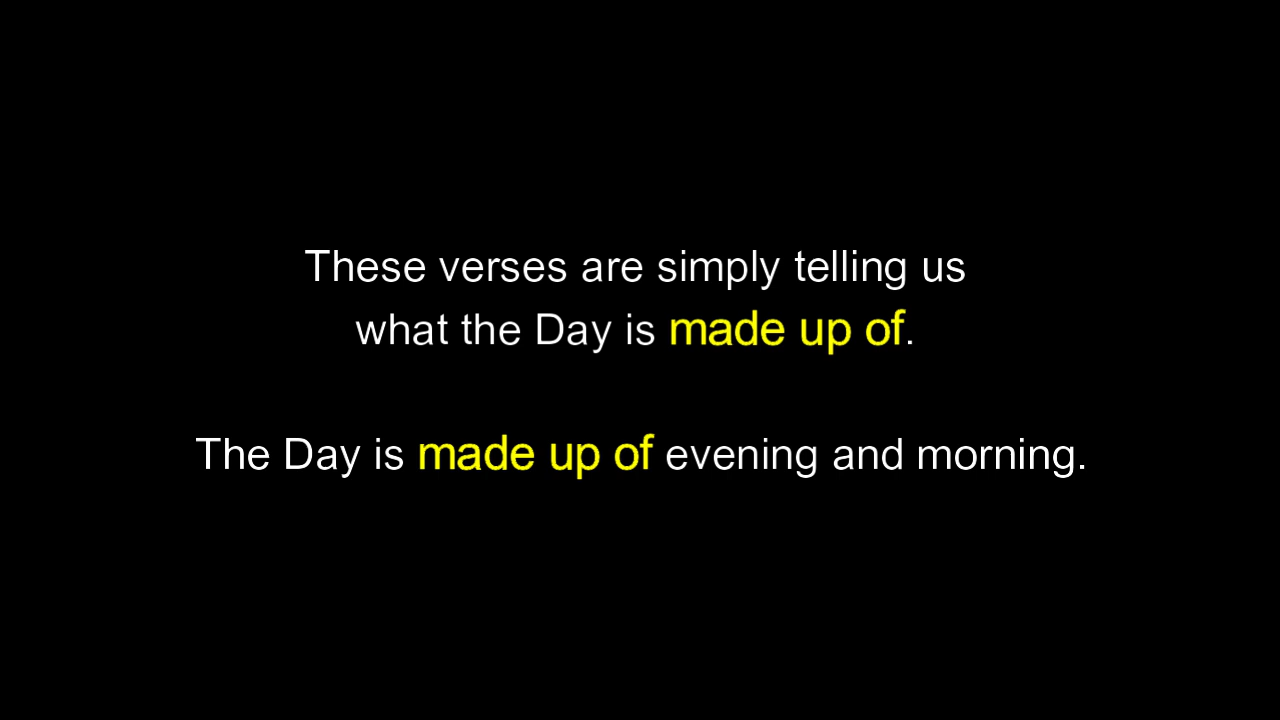 These verses are simply telling us
what the Day is made up of.
The Day is made up of evening and morning.